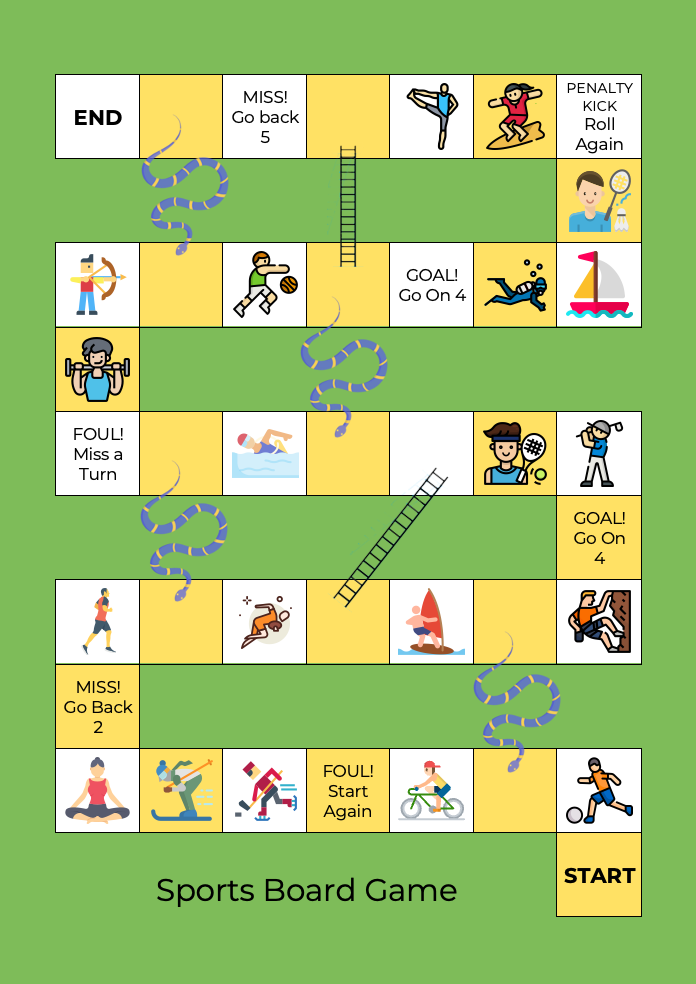 END
MISS!
Go back
5
PENALTY
KICK
Roll
Again
GOAL!
Go On 4
FOUL!
Miss a
Turn
GOAL!
Go On
4
MISS!
Go Back
2
FOUL!
Start
Again
START
Sports Board Game